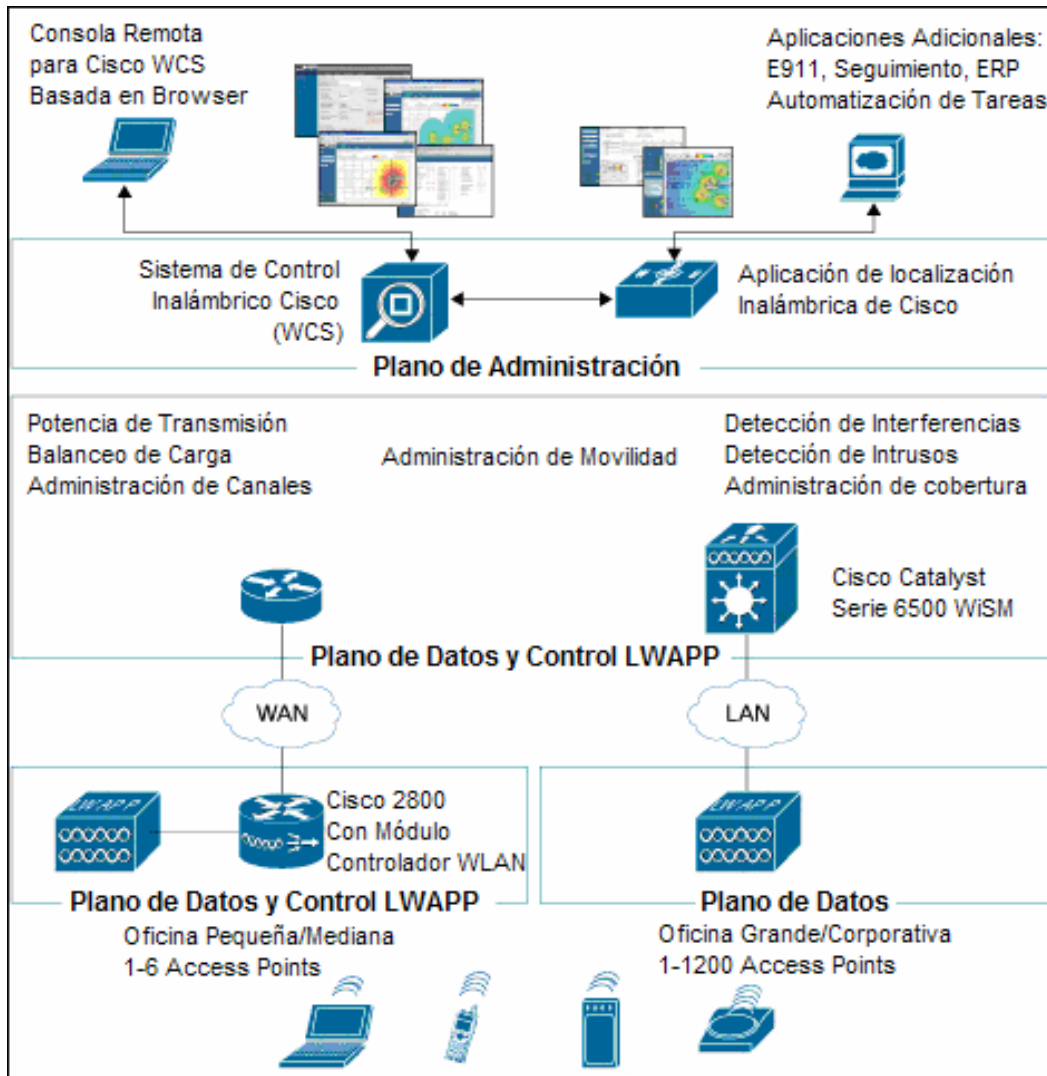 Consola Remota
para Cisco WCS
Basada en Browser
Aplicaciones Adicionales:
E911, Seguimiento, ERP
Automatización de Tareas
Sistema de Control
Inalámbrico Cisco
(WCS)
Aplicación de localización
Inalámbrica de Cisco
Plano de Administración
Potencia de Transmisión
Balanceo de Carga
Administración de Canales
Administración de Movilidad
Detección de Interferencias
Detección de Intrusos
Administración de cobertura
Cisco Catalyst
Serie 6500 WiSM
Plano de Datos y Control LWAPP
WAN
LAN
LWAPP
Cisco 2800
Con Módulo
Controlador WLAN
LWAPP
Plano de Datos y Control LWAPP
Oficina Pequeña/Mediana
1-6 Access Points
Plano de Datos
Oficina Grande/Corporativa
1-1200 Access Points